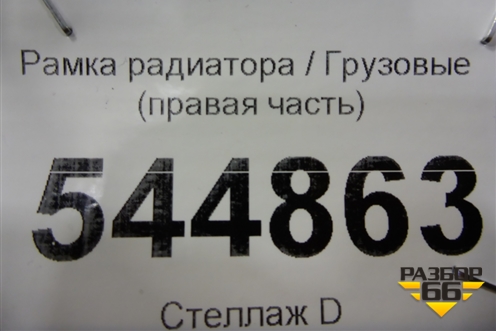 Рамка радиатора / Грузовые
(правая часть)
544863
РАЗБОР
66
Стеллаж D